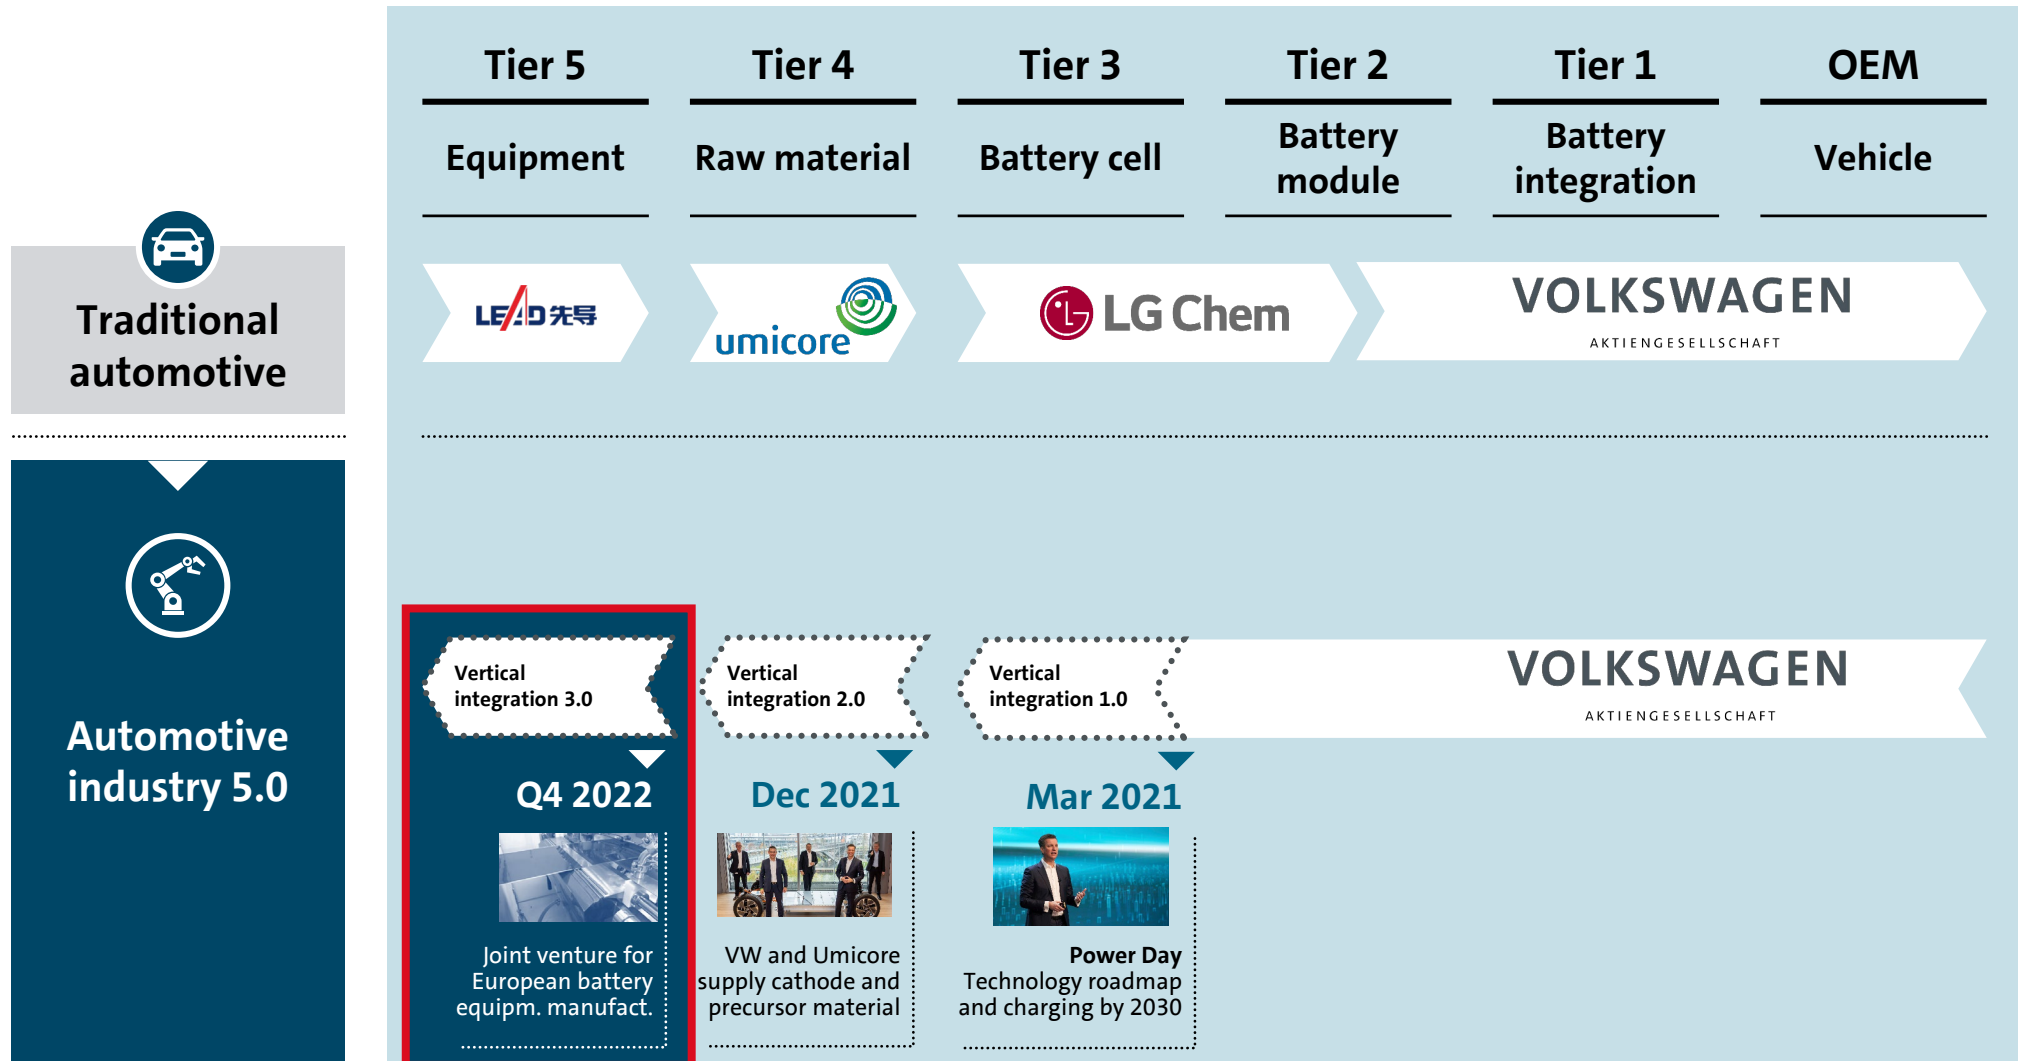 Tier 5
Tier 4
Tier 3
Tier 2
Tier 1
OEM
Equipment
Raw material
Battery cell
Battery
module
Battery
integration
Vehicle
Traditional
automotive
LEAD 先导
umicore
LG Chem
VOLKSWAGEN
AKTIENGESELLSCHAFT
Automotive
industry 5.0
Vertical
integration 3.0
Q4 2022
Joint venture for
European battery
equipm. manufact.
Vertical
integration 2.0
Dec 2021
VW and Umicore
supply cathode and
precursor material
Vertical
integration 1.0
Mar 2021
Power Day
Technology roadmap
and charging by 2030
VOLKSWAGEN
AKTIENGESELLSCHAFT